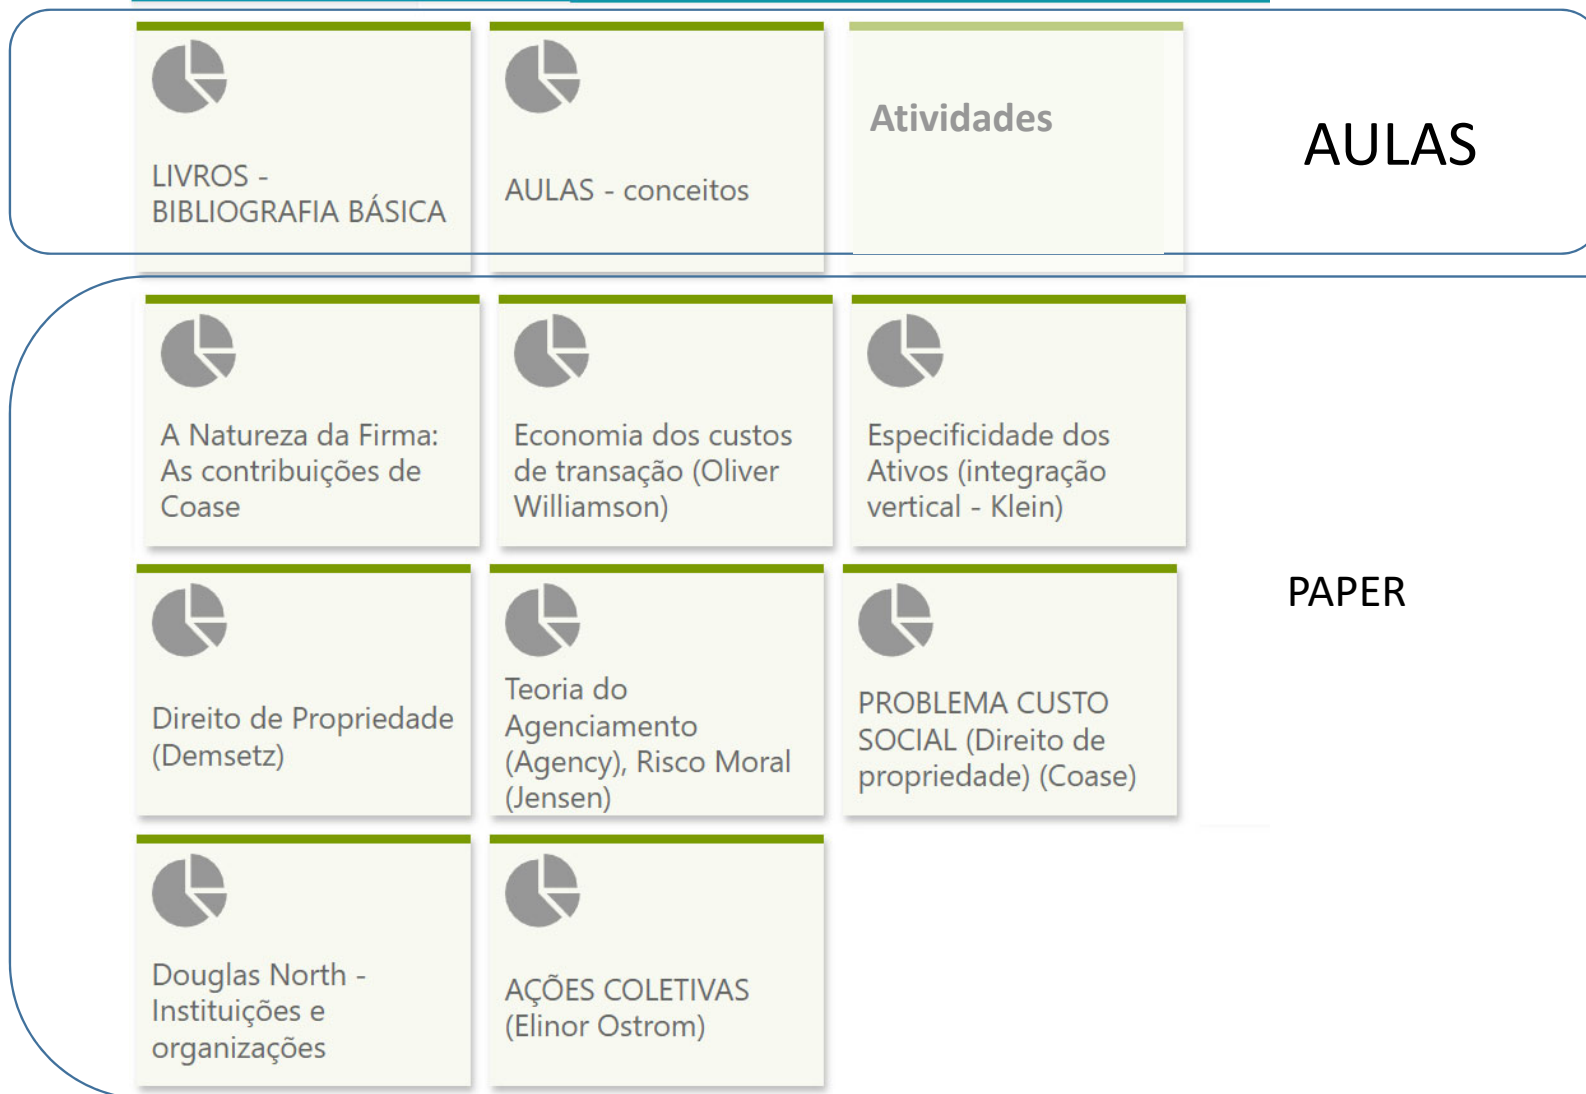 LIVROS -
BIBLIOGRAFIA BÁSICA
AULAS - conceitos
Atividades
AULAS
A Natureza da Firma:
As contribuições de
Coase
Economia dos custos
de transação (Oliver
Williamson)
Especificidade dos
Ativos (integração
vertical - Klein)
Direito de Propriedade
(Demsetz)
Teoria do
Agenciamento
(Agency), Risco Moral
(Jensen)
PROBLEMA CUSTO
SOCIAL (Direito de
propriedade) (Coase)
PAPER
Douglas North -
Instituições e
organizações
AÇÕES COLETIVAS
(Elinor Ostrom)